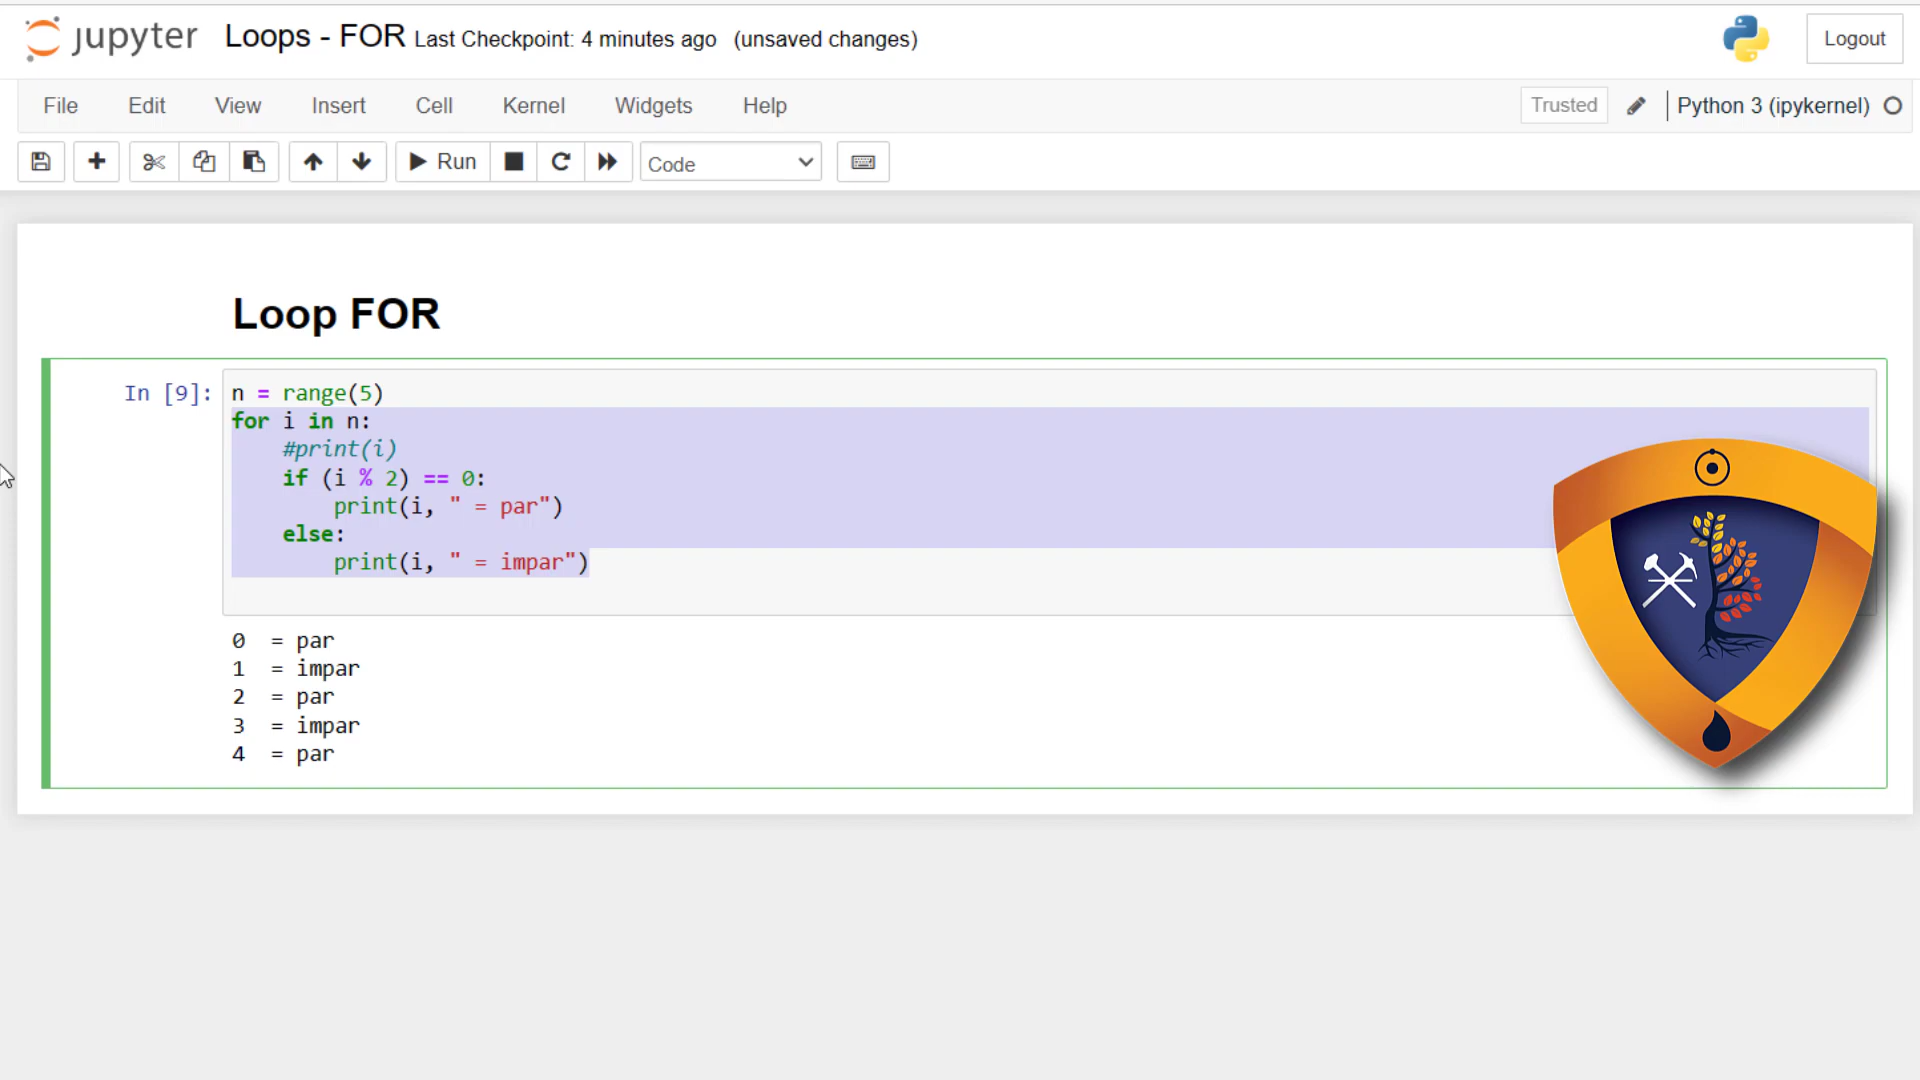 jupyter Loops - FOR Last Checkpoint: 4 minutes ago (unsaved changes) Logout
File Edit View Insert Cell Kernel Widgets Help Trusted Python 3 (ipykernel)
Run Code
Loop FOR
In [9]: n = range(5)
for i in n:
    #print(i)
    if (i % 2) == 0:
        print(i, " = par")
    else:
        print(i, " = impar")
0  = par
1  = impar
2  = par
3  = impar
4  = par